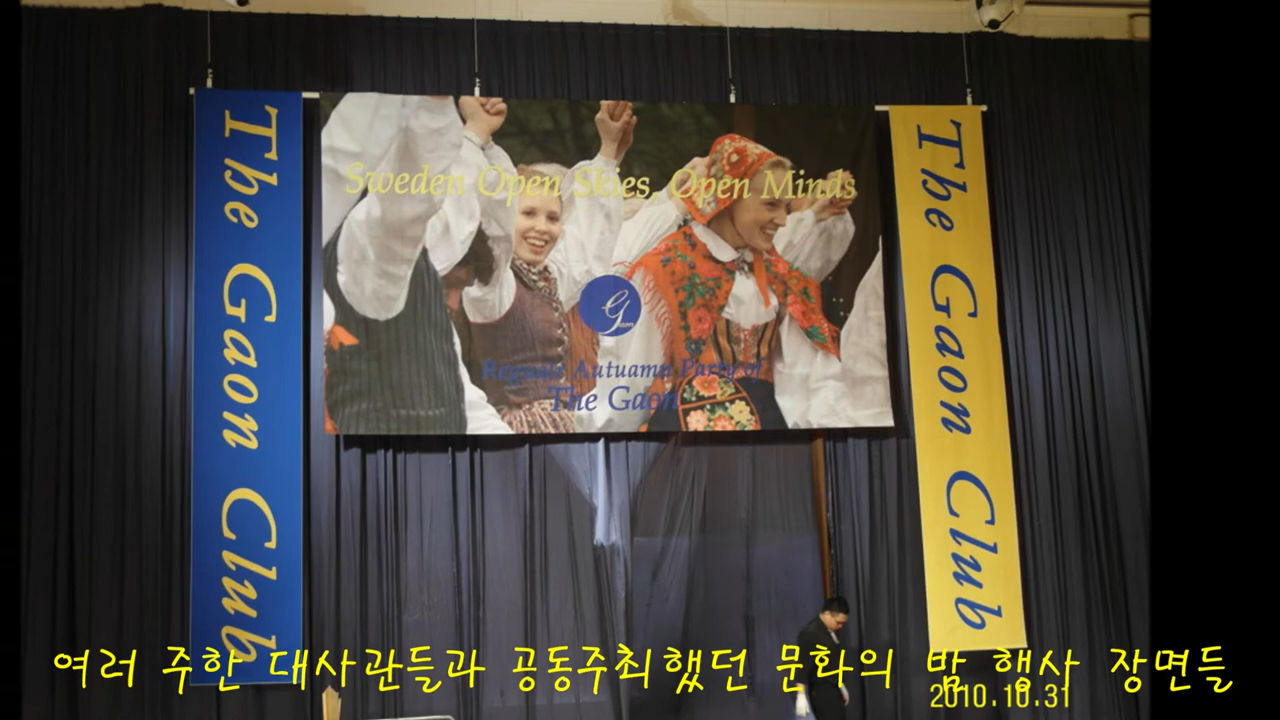 The Gaon Club
Sweden Open Skies, Open Minds
G
Gaon
Regular Autuamn Party of
The Gaon
The Gaon Club
여러 주한 대사관들과 공동주최했던 문화의 밤 행사 장면들
2010.10.31